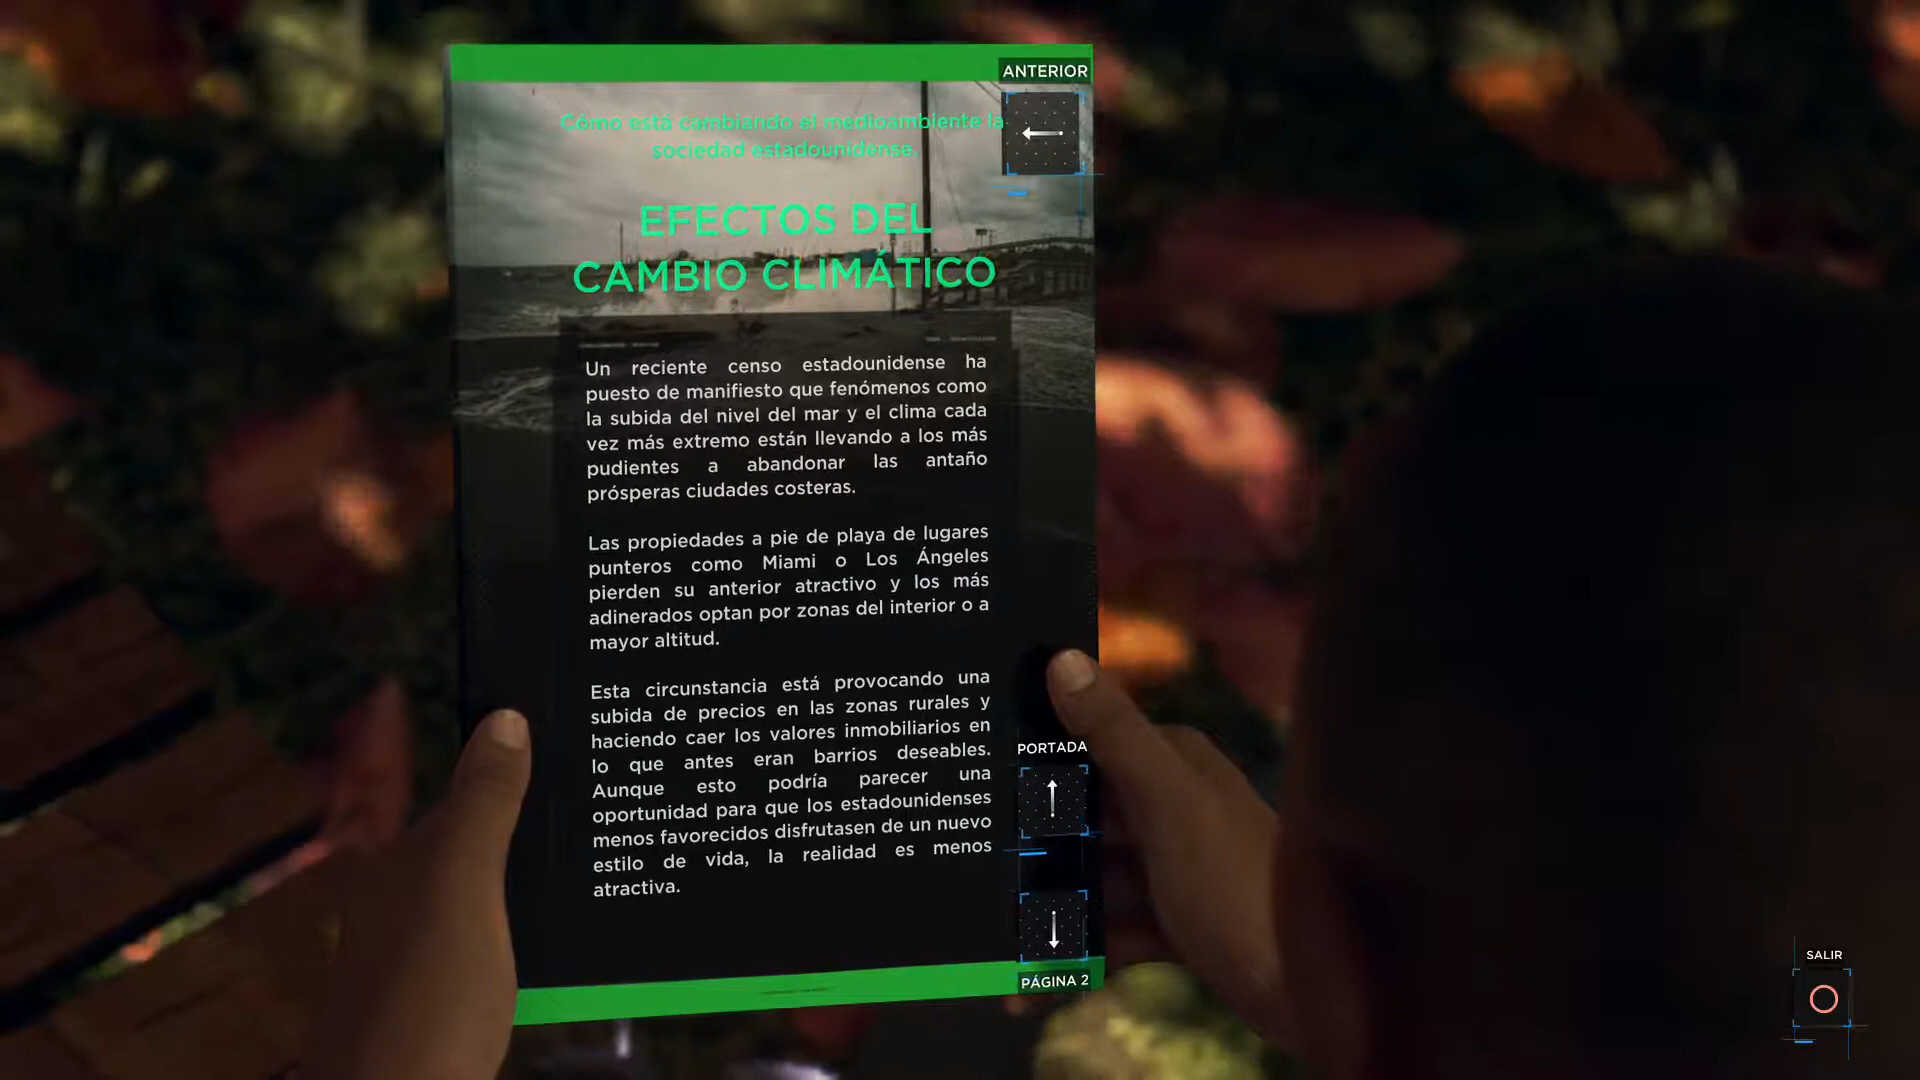 ANTERIOR
Cómo está cambiando el medioambiente la
sociedad estadounidense.
EFECTOS DEL
CAMBIO CLIMÁTICO
Un reciente censo estadounidense ha
puesto de manifiesto que fenómenos como
la subida del nivel del mar y el clima cada
vez más extremo están llevando a los más
pudientes a abandonar las antaño
prósperas ciudades costeras.
Las propiedades a pie de playa de lugares
punteros como Miami o Los Ángeles
pierden su anterior atractivo y los más
adinerados optan por zonas del interior o a
mayor altitud.
Esta circunstancia está provocando una
subida de precios en las zonas rurales y
haciendo caer los valores inmobiliarios en
lo que antes eran barrios deseables.
Aunque esto podría parecer una
oportunidad para que los estadounidenses
menos favorecidos disfrutasen de un nuevo
estilo de vida, la realidad es menos
atractiva.
PORTADA
PÁGINA 2
SALIR